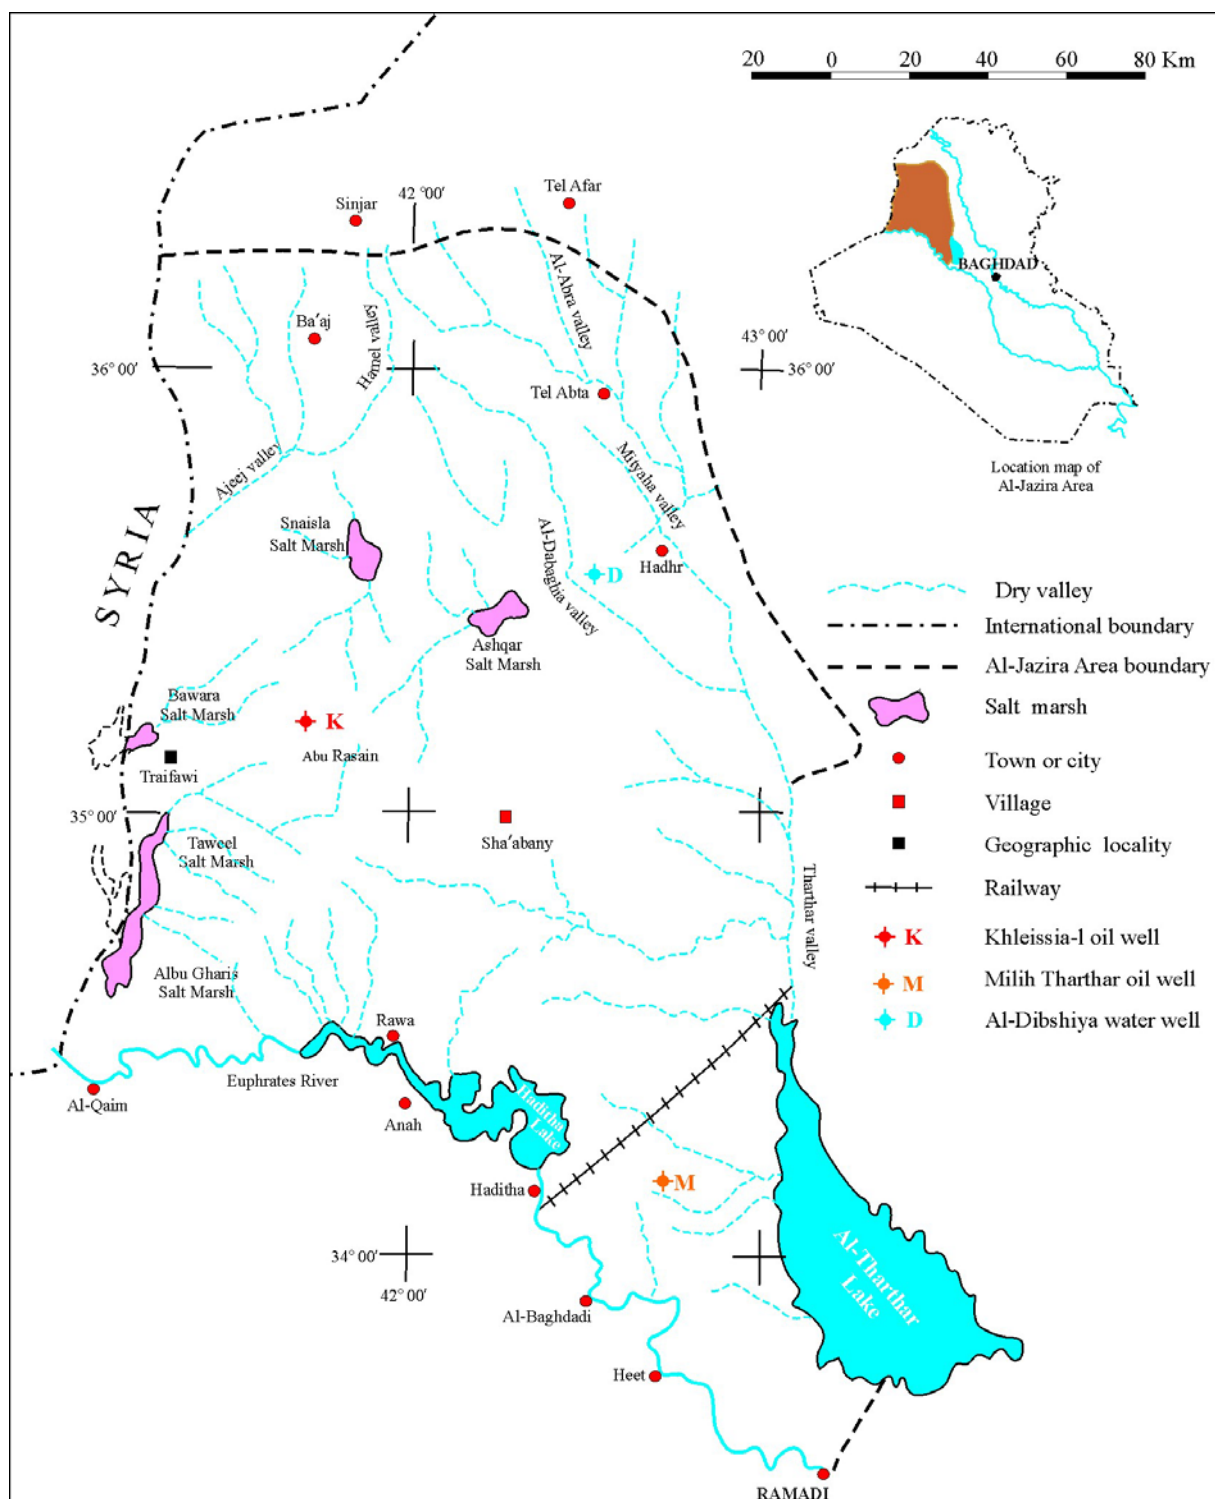 20 0 20 40 60 80 Km
Tel Afar
42 °00′
Sinjar
BAGHDAD
Al-Abra valley
Ba′aj
Hamel valley
43° 00′
36° 00′
36° 00′
Tel Abta
Location map of
Al-Jazira Area
Ajeej valley
Mityaha valley
Snaisla
Salt Marsh
Al-Dabaghia valley
Hadhr
D
SYRIA
Dry valley
International boundary
Ashqar
Salt Marsh
Al-Jazira Area boundary
Bawara
Salt Marsh
Salt marsh
K
Abu Rasain
Traifawi
Town or city
Village
35° 00′
Taweel
Salt Marsh
Sha′abany
Geographic locality
Railway
Tharthar valley
K Khleissia-l oil well
Albu Gharis
Salt Marsh
M Milih Tharthar oil well
D Al-Dibshiya water well
Rawa
Euphrates River
Al-Qaim
Anah
Haditha
Lake
Haditha
M
34° 00′
42° 00′
Al-Tharthar
Lake
Al-Baghdadi
Heet
RAMADI